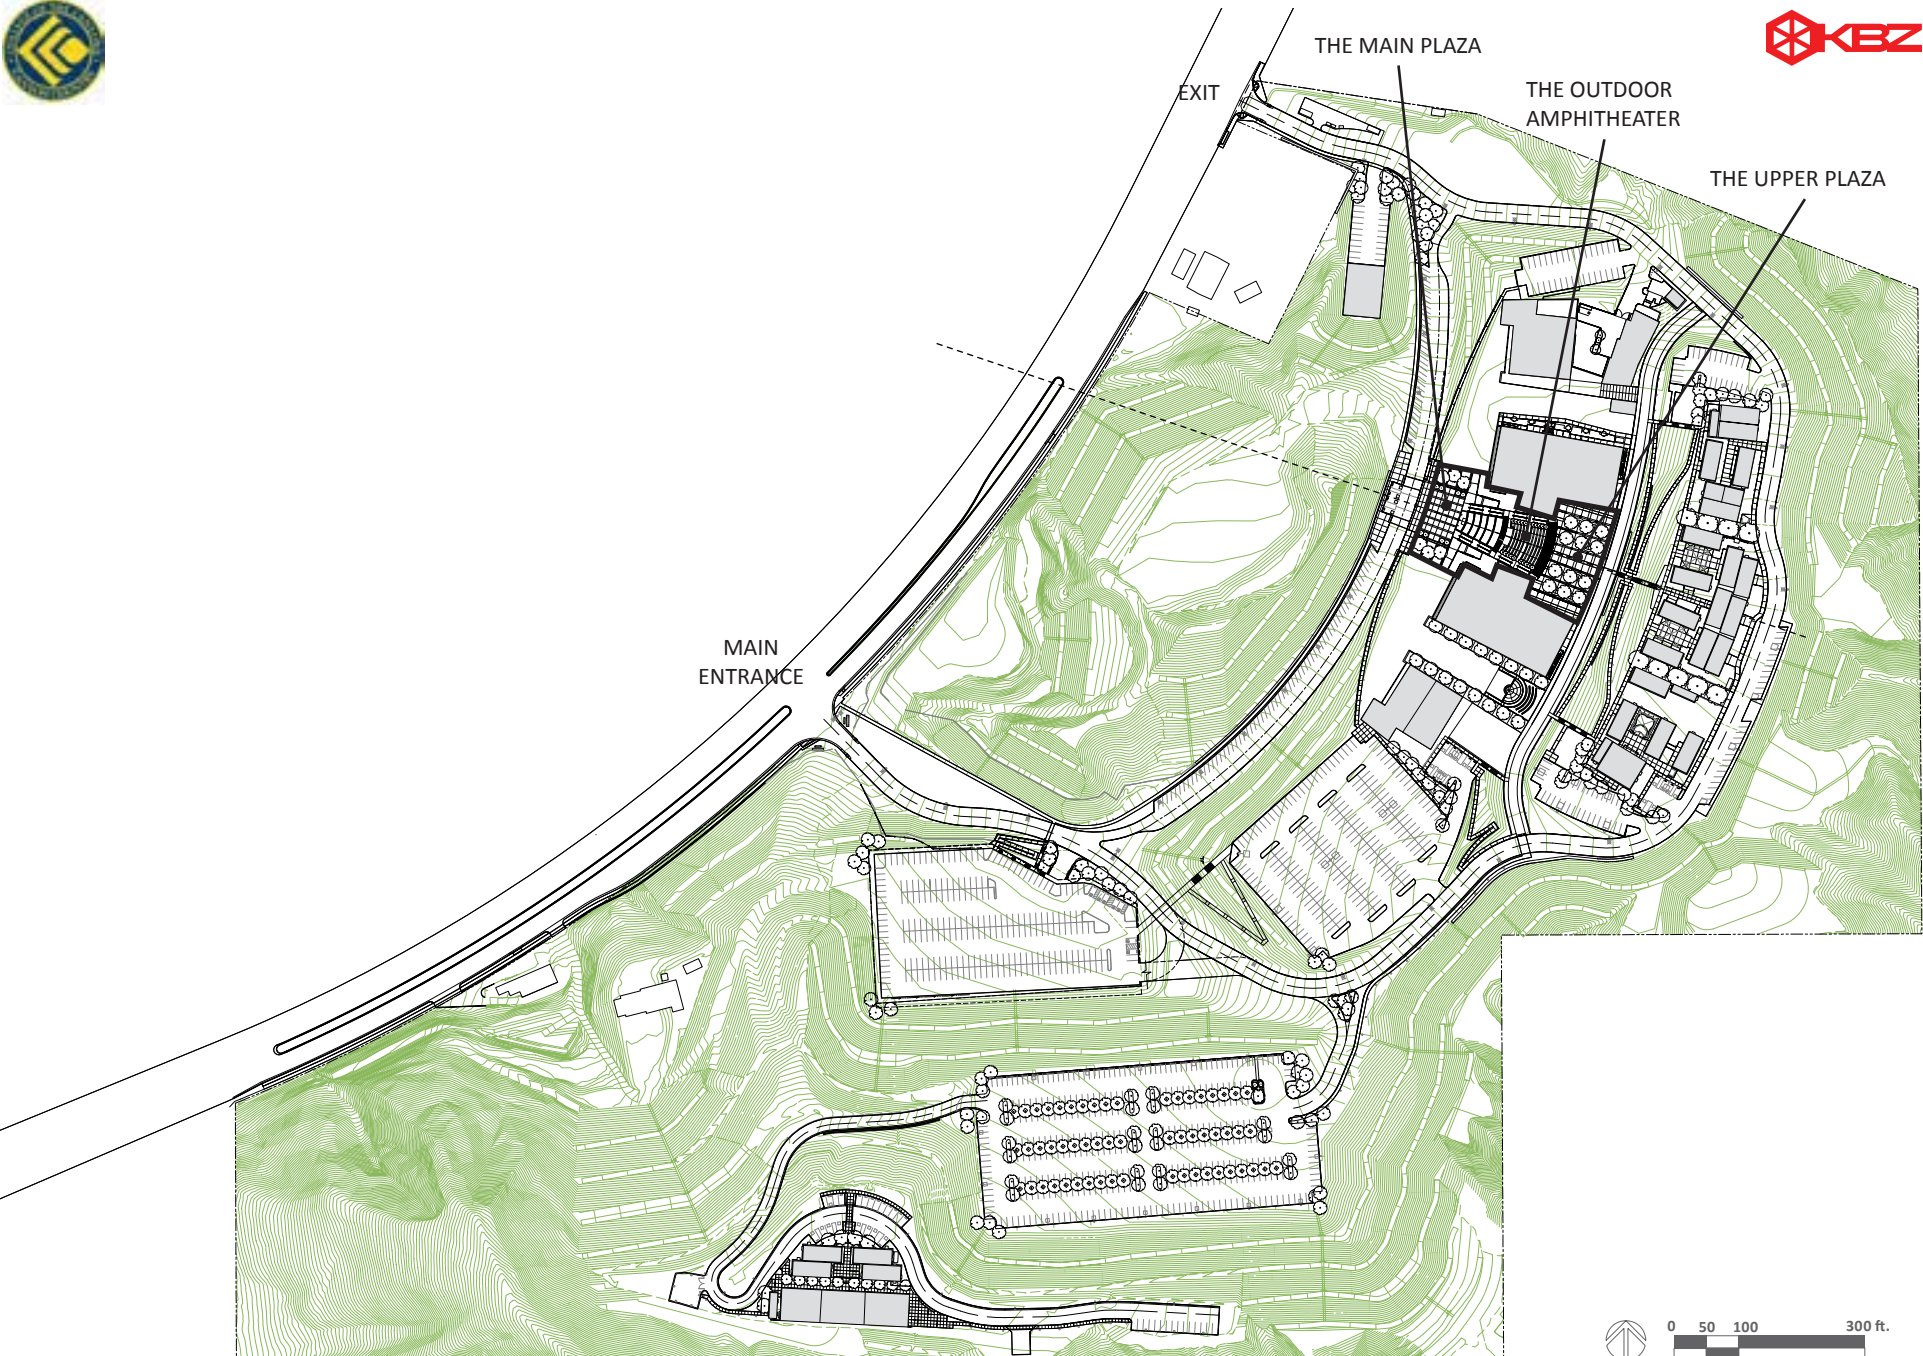 KBZ
THE MAIN PLAZA
EXIT
THE OUTDOOR
AMPHITHEATER
THE UPPER PLAZA
MAIN
ENTRANCE
0 50 100 300 ft.